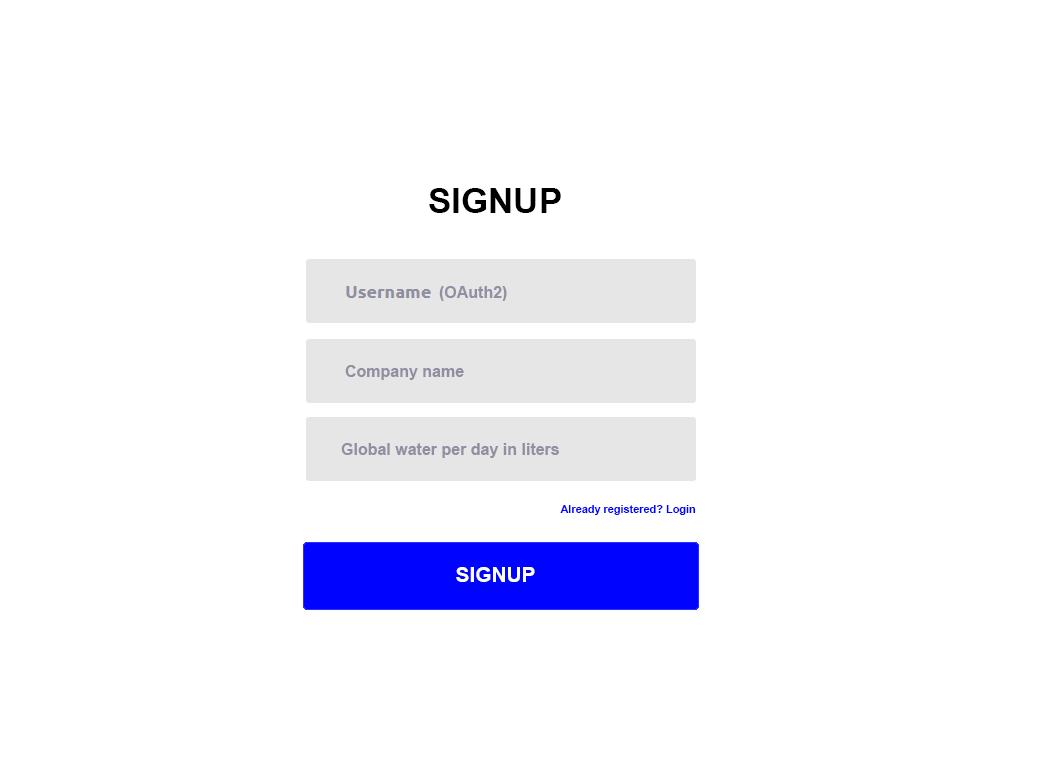 SIGNUP
Username (OAuth2)
Company name
Global water per day in liters
Already registered? Login
SIGNUP